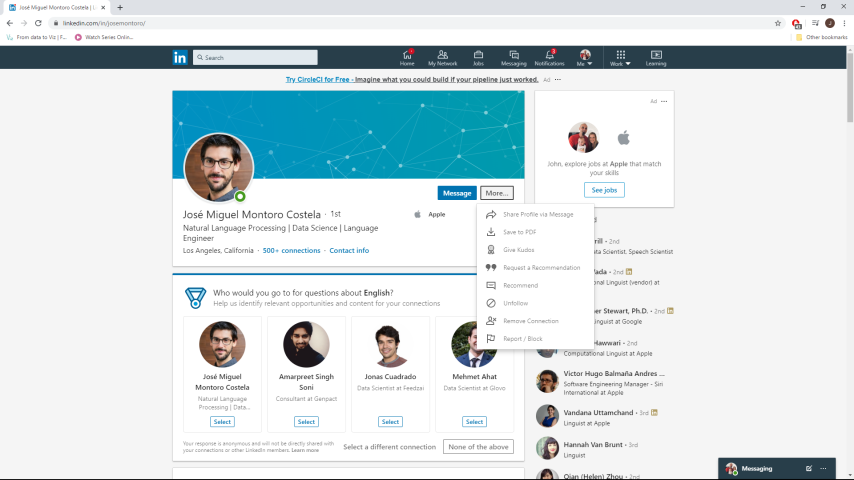 José Miguel Montoro Costela | Li
linkedin.com/in/josemontoro/
From data to Viz | F...
Watch Series Online...
Other bookmarks
in
Search
Home
My Network
Jobs
Messaging
Notifications
Me
Work
Learning
Try CircleCI for Free - Imagine what you could build if your pipeline just worked. Ad ...
Ad ...
John, explore jobs at Apple that match
your skills
See jobs
Message
More...
José Miguel Montoro Costela · 1st
Apple
Natural Language Processing | Data Science | Language
Engineer
Los Angeles, California · 500+ connections · Contact info
Share Profile via Message
Save to PDF
Give Kudos
Request a Recommendation
Recommend
Unfollow
Remove Connection
Report / Block
rill • 2nd
ta Scientist, Speech Scientist
ada • 2nd in
Linguist (vendor) at
er Stewart, Ph.D. • 2nd in
inguist at Google
Hawwari • 2nd
Computational Linguist at Apple
Victor Hugo Balmaña Andres ...
Software Engineering Manager - Siri
International at Apple
Vandana Uttamchand • 3rd in
Linguist at Apple
Hannah Van Brunt • 3rd
Linguist
Qian (Helen) Zhou • 2nd
Who would you go to for questions about English?
Help us identify relevant opportunities and content for your connections
José Miguel
Montoro Costela
Natural Language
Processing | Data...
Select
Amarpreet Singh
Soni
Consultant at Genpact
Select
Jonas Cuadrado
Data Scientist at Feedzai
Select
Mehmet Ahat
Data Scientist at Glovo
Select
Your response is anonymous and will not be directly shared with
your connections or other LinkedIn members. Learn more
Select a different connection
None of the above
Messaging